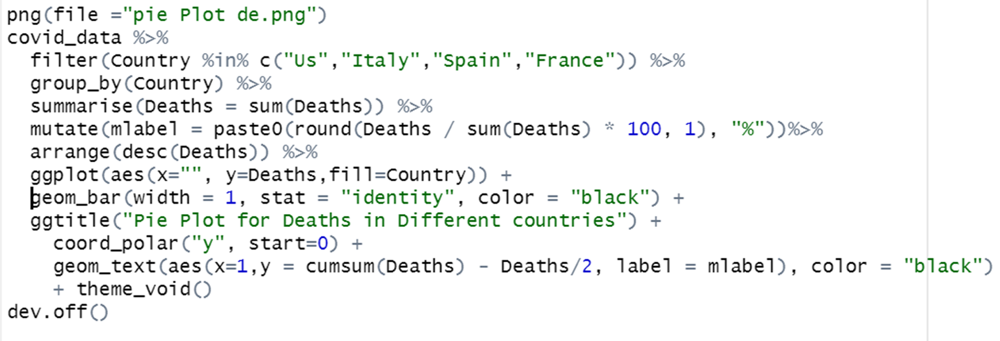 png(file ="pie Plot de.png")
covid_data %>%
  filter(Country %in% c("Us","Italy","Spain","France")) %>%
  group_by(Country) %>%
  summarise(Deaths = sum(Deaths)) %>%
  mutate(mlabel = paste0(round(Deaths / sum(Deaths) * 100, 1), "%"))%>%
  arrange(desc(Deaths)) %>%
  ggplot(aes(x="", y=Deaths,fill=Country)) +
  geom_bar(width = 1, stat = "identity", color = "black") +
  ggtitle("Pie Plot for Deaths in Different countries") +
    coord_polar("y", start=0) +
    geom_text(aes(x=1,y = cumsum(Deaths) - Deaths/2, label = mlabel), color = "black")
    + theme_void()
dev.off()